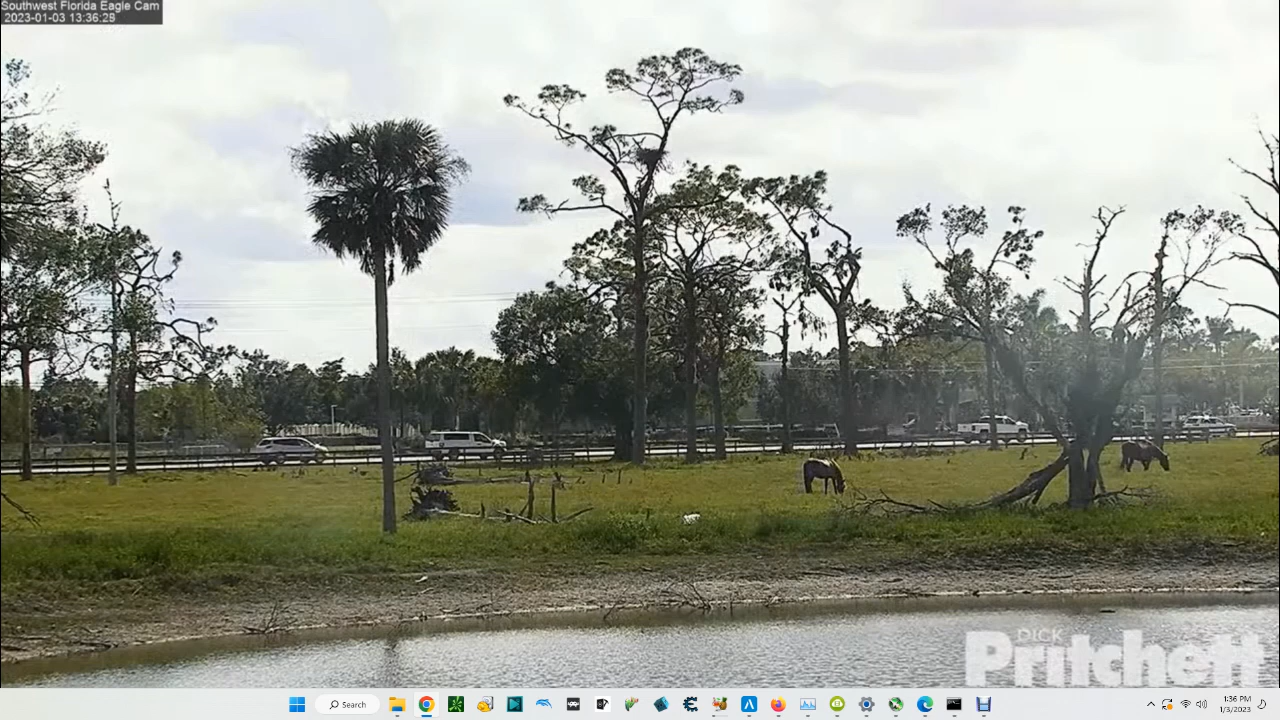 Southwest Florida Eagle Cam
2023-01-03 13:36:28
DICK
Pritchett
Search
1:36 PM
1/3/2023